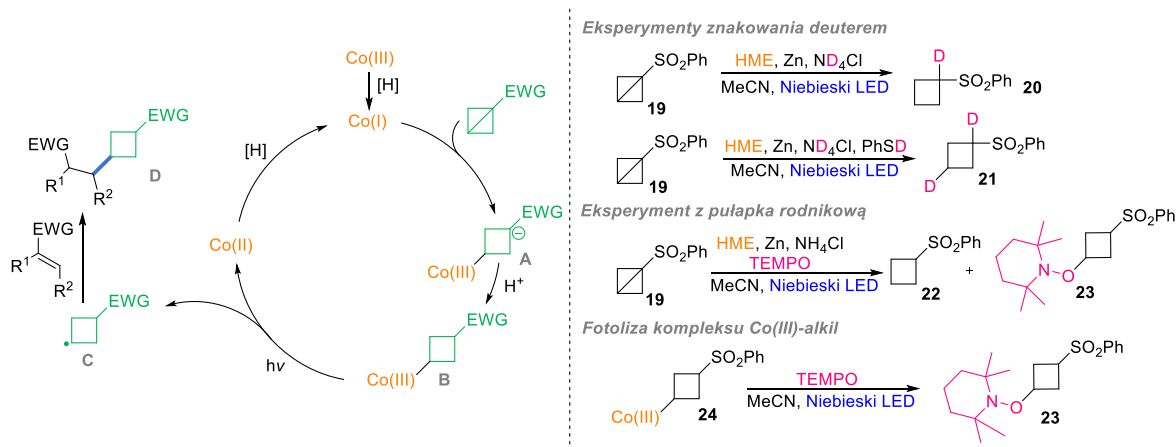 Co(III)
[H]
Co(I)
EWG
[H]
EWG
EWG
R1
R2
D
EWG
R1
R2
Co(II)
EWG
Co(III)
A
H+
EWG
C
hν
Co(III)
B
EWG
Eksperymenty znakowania deuterem
SO2Ph
19
HME, Zn, ND4Cl
MeCN, Niebieski LED
D
SO2Ph
20
SO2Ph
19
HME, Zn, ND4Cl, PhSD
MeCN, Niebieski LED
D
SO2Ph
D
21
Eksperyment z pułapka rodnikową
SO2Ph
19
HME, Zn, NH4Cl
TEMPO
MeCN, Niebieski LED
SO2Ph
22
+
N
O
SO2Ph
23
Fotoliza kompleksu Co(III)-alkil
SO2Ph
Co(III)
24
TEMPO
MeCN, Niebieski LED
N
O
SO2Ph
23